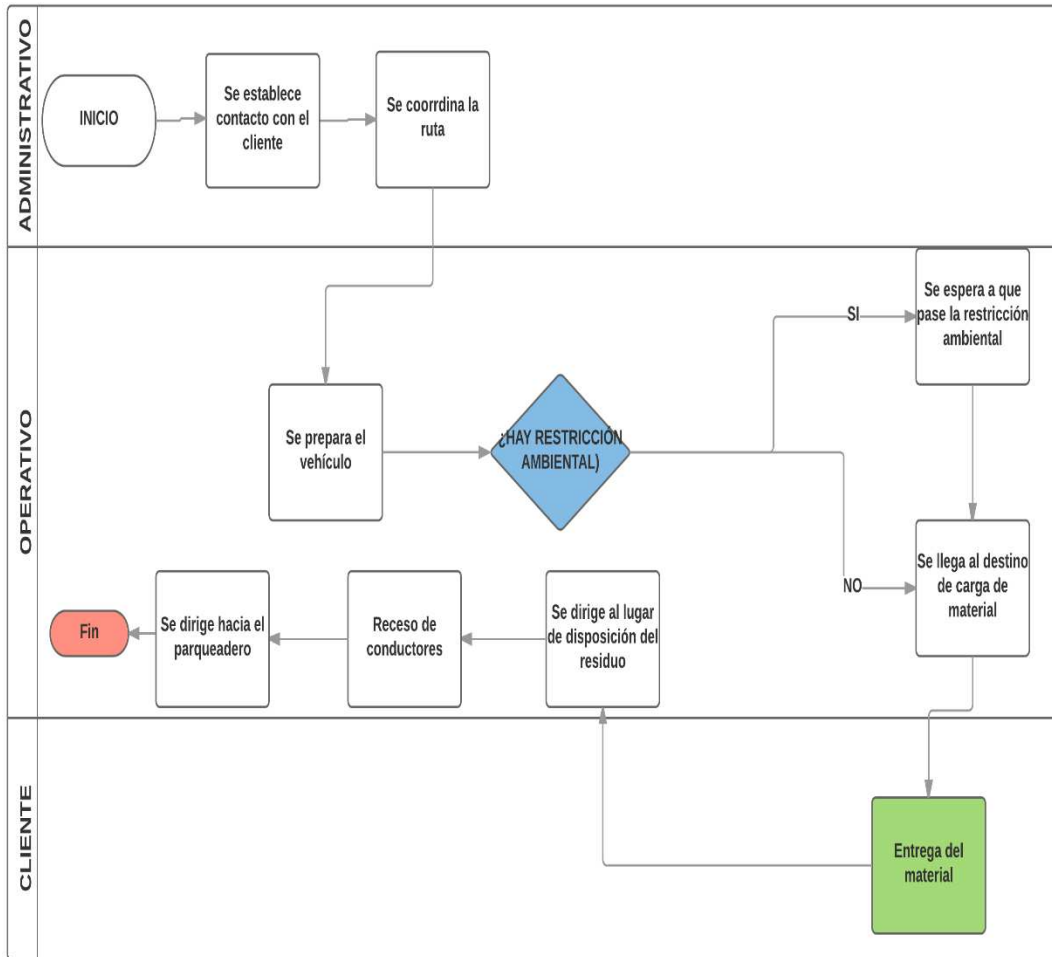 ADMINISTRATIVO
INICIO
Se establece
contacto con el
cliente
Se coorrdina la
ruta
OPERATIVO
Se prepara el
vehículo
¿HAY RESTRICCIÓN
AMBIENTAL)
SI
Se espera a que
pase la restricción
ambiental
NO
Se llega al destino
de carga de
material
Se dirige al lugar
de disposición del
residuo
Receso de
conductores
Se dirige hacia el
parqueadero
Fin
CLIENTE
Entrega del
material